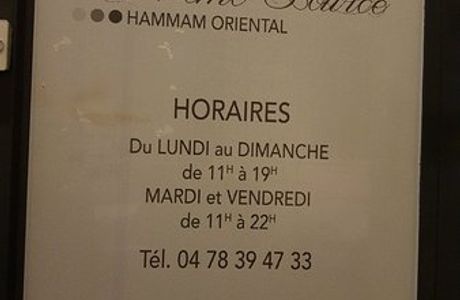 Source
HAMMAM ORIENTAL
HORAIRES
Du LUNDI au DIMANCHE
de 11H à 19H
MARDI et VENDREDI
de 11H à 22H
Tél. 04 78 39 47 33